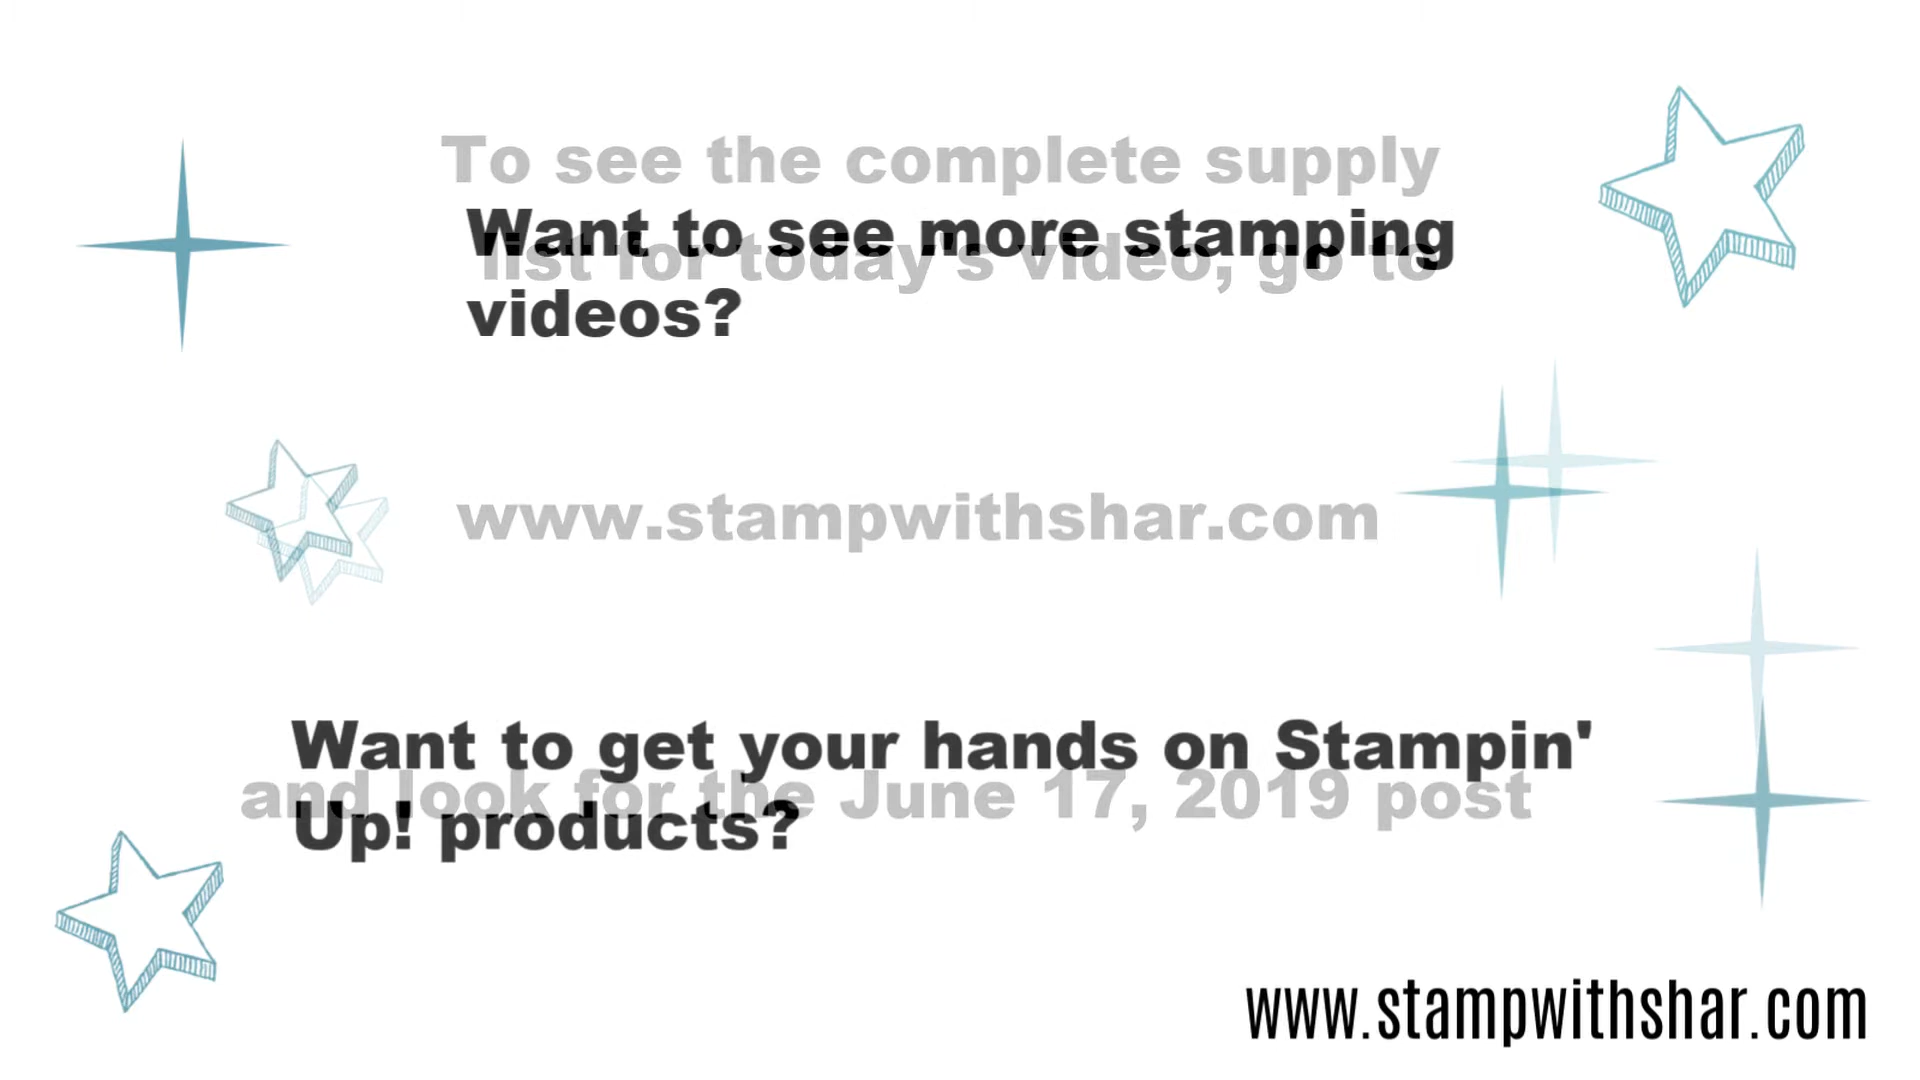 To see the complete supply
Want to see more stamping
list for today's video, go to
videos?
www.stampwithshar.com
Want to get your hands on Stampin'
and look for the June 17, 2019 post
Up! products?
www.stampwithshar.com